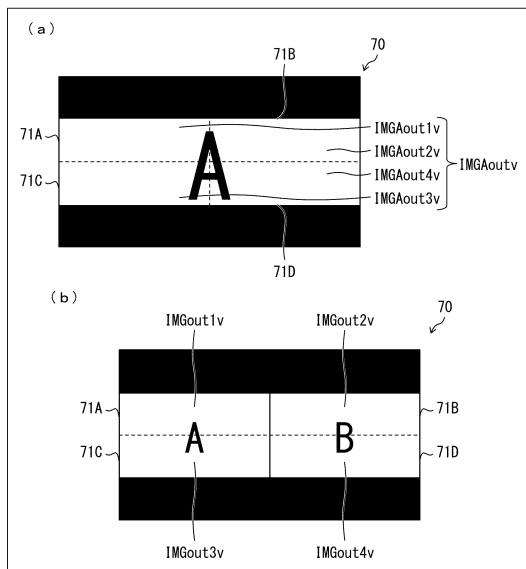 (a)
70
71B
71A
IMGAout1v
IMGAout2v
IMGAoutv
A
71C
IMGAout4v
IMGAout3v
71D
(b)
IMGout1v
IMGout2v
70
71A
71B
A
B
71C
71D
IMGout3v
IMGout4v